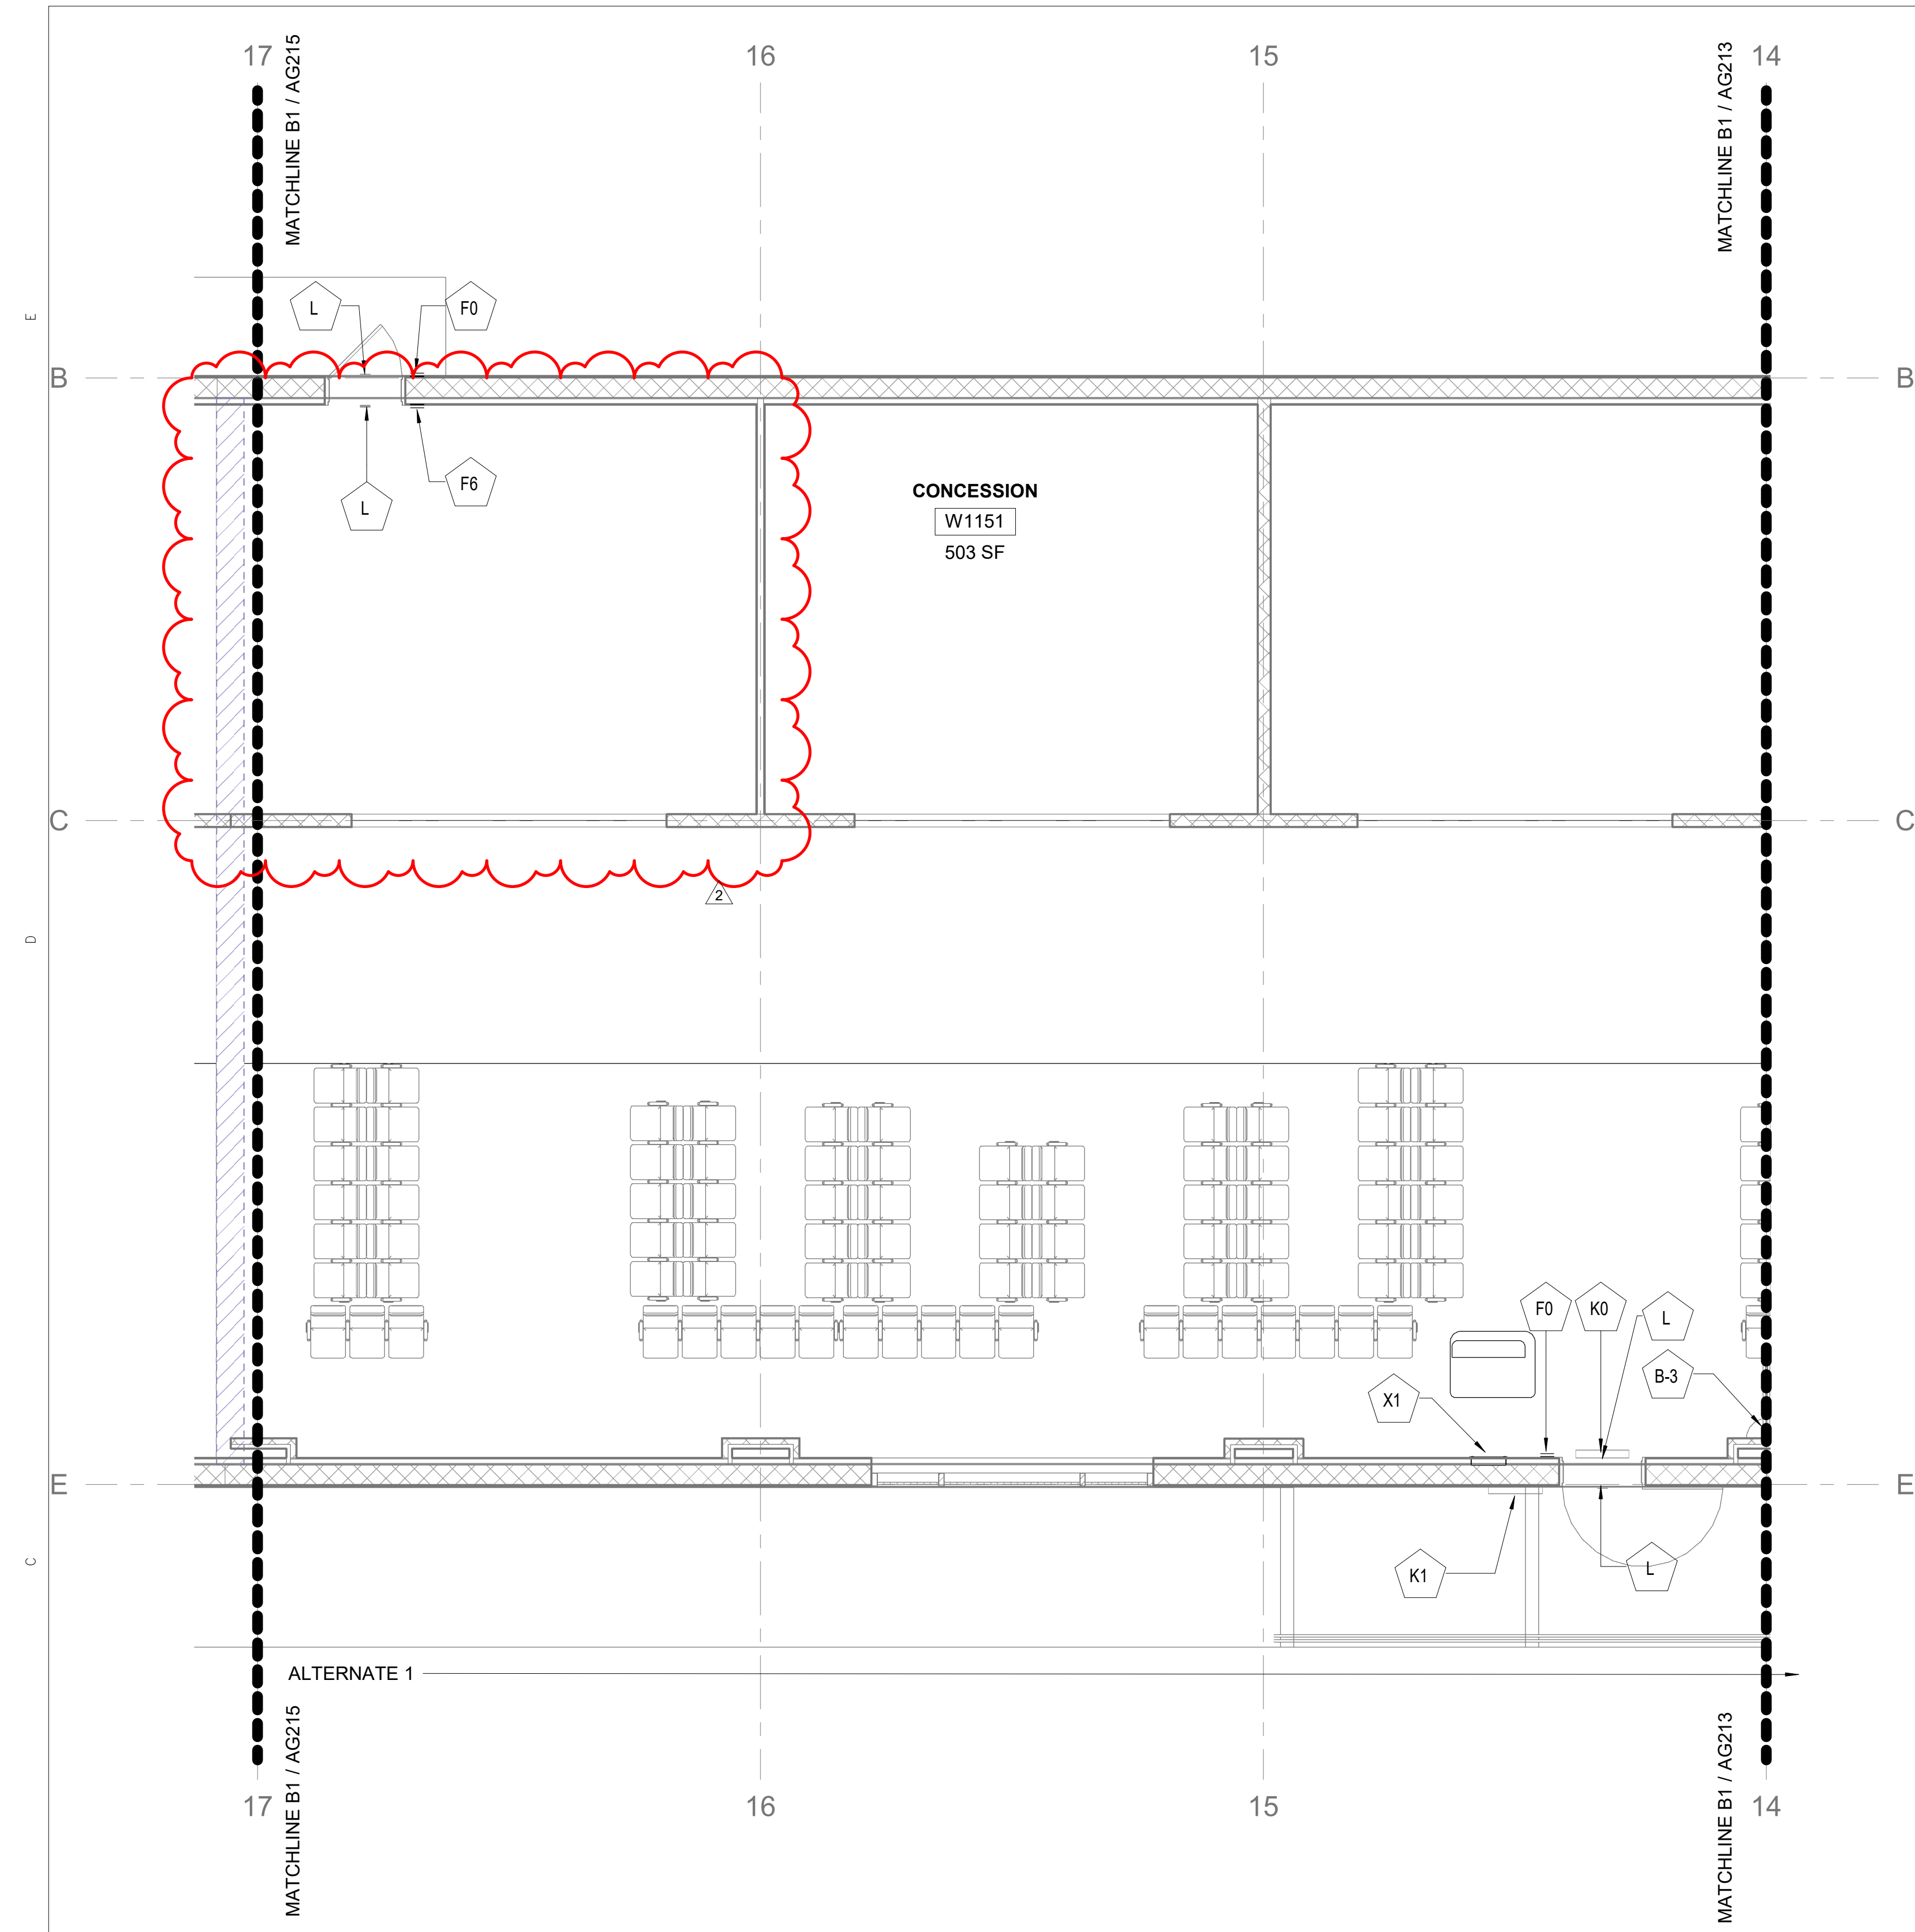 17
16
15
14
MATCHLINE B1 / AG215
MATCHLINE B1 / AG213
E
L
F0
B
B
L
F6
CONCESSION
W1151
503 SF
C
C
2
D
F0
K0
L
B-3
X1
E
E
K1
L
C
ALTERNATE 1
MATCHLINE B1 / AG215
MATCHLINE B1 / AG213
17
16
15
14